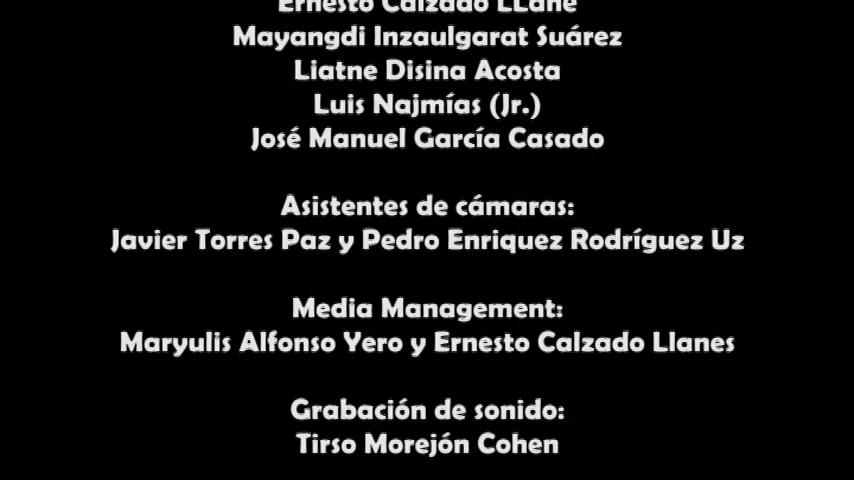 Ernesto Calzado LLane
Mayangdi Inzaulgarat Suárez
Liatne Disina Acosta
Luis Najmías (Jr.)
José Manuel García Casado
Asistentes de cámaras:
Javier Torres Paz y Pedro Enriquez Rodríguez Uz
Media Management:
Maryulis Alfonso Yero y Ernesto Calzado Llanes
Grabación de sonido:
Tirso Morejón Cohen